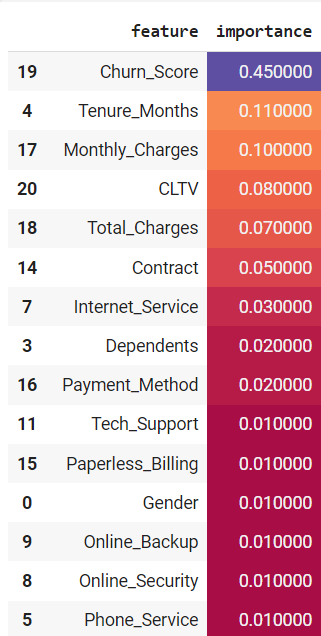 feature importance
19 Churn_Score 0.450000
4 Tenure_Months 0.110000
17 Monthly_Charges 0.100000
20 CLTV 0.080000
18 Total_Charges 0.070000
14 Contract 0.050000
7 Internet_Service 0.030000
3 Dependents 0.020000
16 Payment_Method 0.020000
11 Tech_Support 0.010000
15 Paperless_Billing 0.010000
0 Gender 0.010000
9 Online_Backup 0.010000
8 Online_Security 0.010000
5 Phone_Service 0.010000